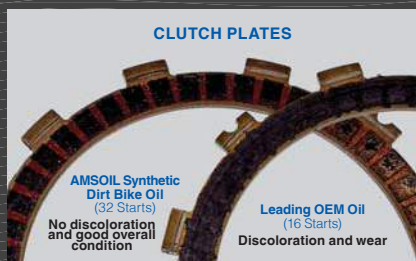 CLUTCH PLATES
AMSOIL Synthetic
Dirt Bike Oil
(32 Starts)
No discoloration
and good overall
condition
Leading OEM Oil
(16 Starts)
Discoloration and wear